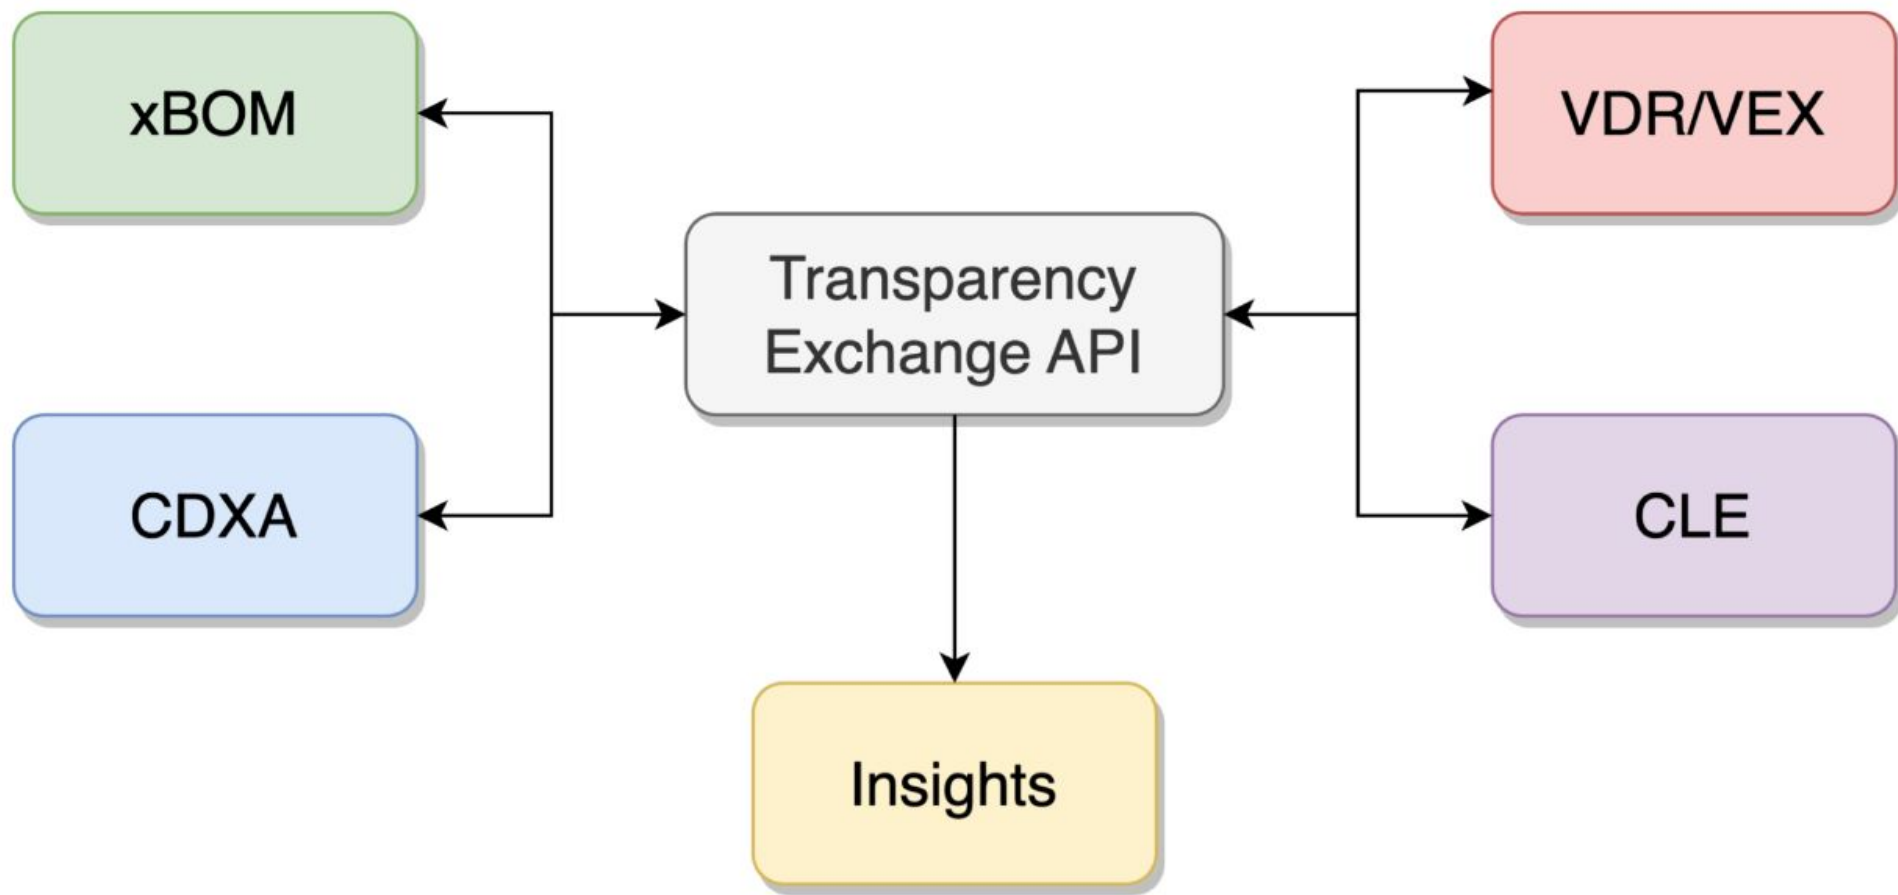 xBOM
VDR/VEX
Transparency
Exchange API
CDXA
CLE
Insights